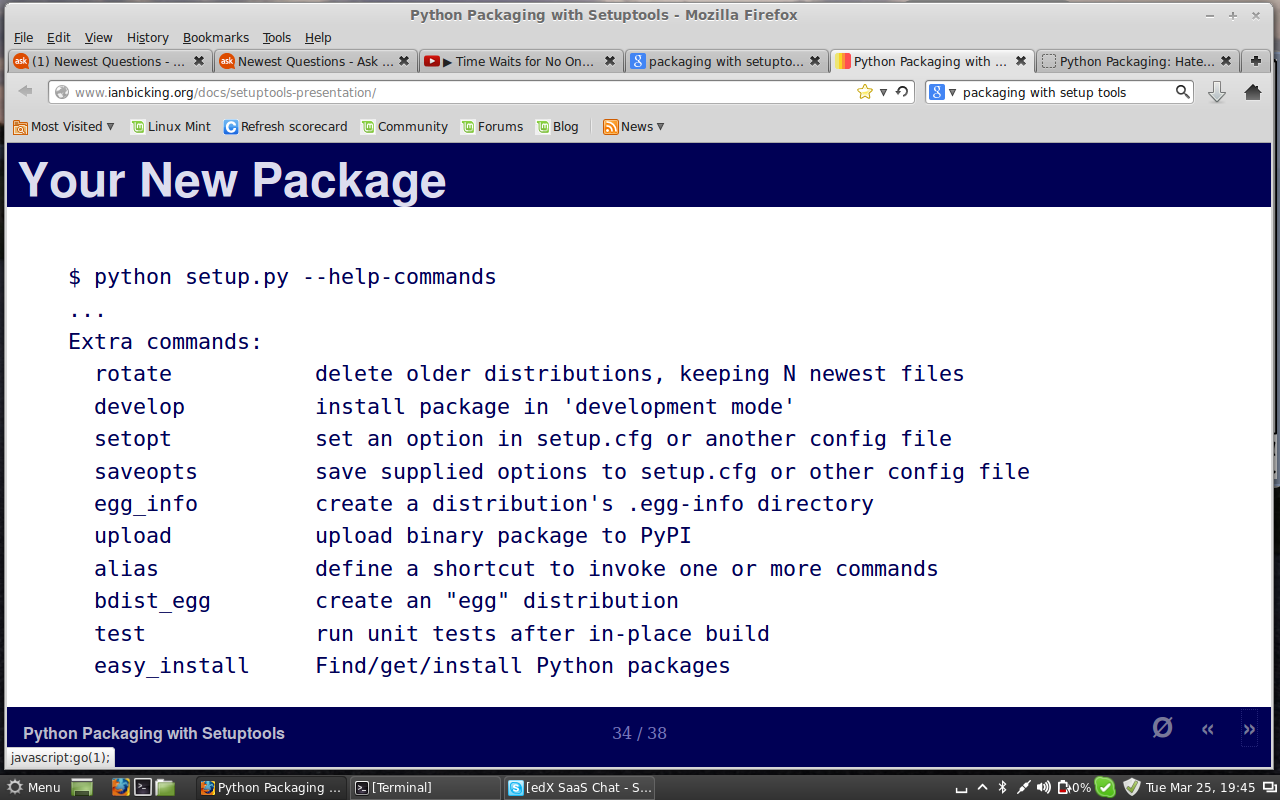 Python Packaging with Setuptools - Mozilla Firefox
File Edit View History Bookmarks Tools Help
ask (1) Newest Questions - ... ask Newest Questions - Ask ... ▶ Time Waits for No On... packaging with setupto... Python Packaging with ... Python Packaging: Hate...
www.ianbicking.org/docs/setuptools-presentation/ packaging with setup tools
Most Visited Linux Mint Refresh scorecard Community Forums Blog News
Your New Package
$ python setup.py --help-commands
...
Extra commands:
rotate delete older distributions, keeping N newest files
develop install package in 'development mode'
setopt set an option in setup.cfg or another config file
saveopts save supplied options to setup.cfg or other config file
egg_info create a distribution's .egg-info directory
upload upload binary package to PyPI
alias define a shortcut to invoke one or more commands
bdist_egg create an "egg" distribution
test run unit tests after in-place build
easy_install Find/get/install Python packages
Python Packaging with Setuptools 34 / 38 Ø « »
javascript:go(1);
Menu Python Packaging ... [Terminal] [edX SaaS Chat - S... 0% Tue Mar 25, 19:45